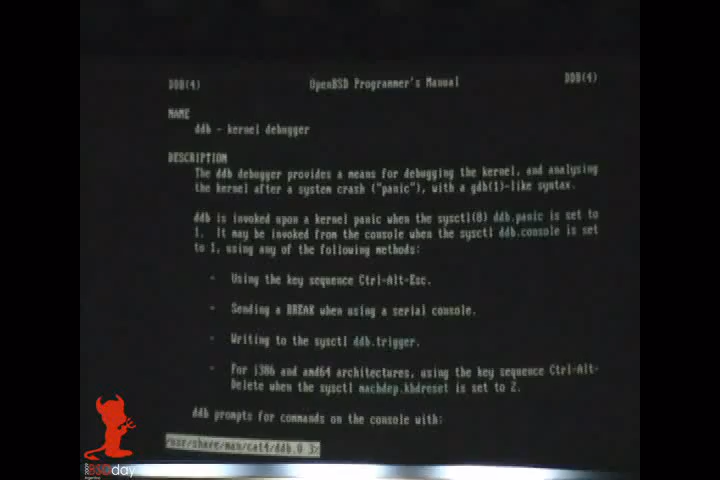 DDB(4) OpenBSD Programmer's Manual DDB(4)
NAME
ddb - kernel debugger
DESCRIPTION
The ddb debugger provides a means for debugging the kernel, and analysing
the kernel after a system crash ("panic"), with a gdb(1)-like syntax.
ddb is invoked upon a kernel panic when the sysctl(8) ddb.panic is set to
1. It may be invoked from the console when the sysctl ddb.console is set
to 1, using any of the following methods:
- Using the key sequence Ctrl-Alt-Esc.
- Sending a BREAK when using a serial console.
- Writing to the sysctl ddb.trigger.
- For i386 and amd64 architectures, using the key sequence Ctrl-Alt-
Delete when the sysctl machdep.kbdreset is set to 2.
ddb prompts for commands on the console with:
/usr/share/man/cat4/ddb.0 3%
BSDday